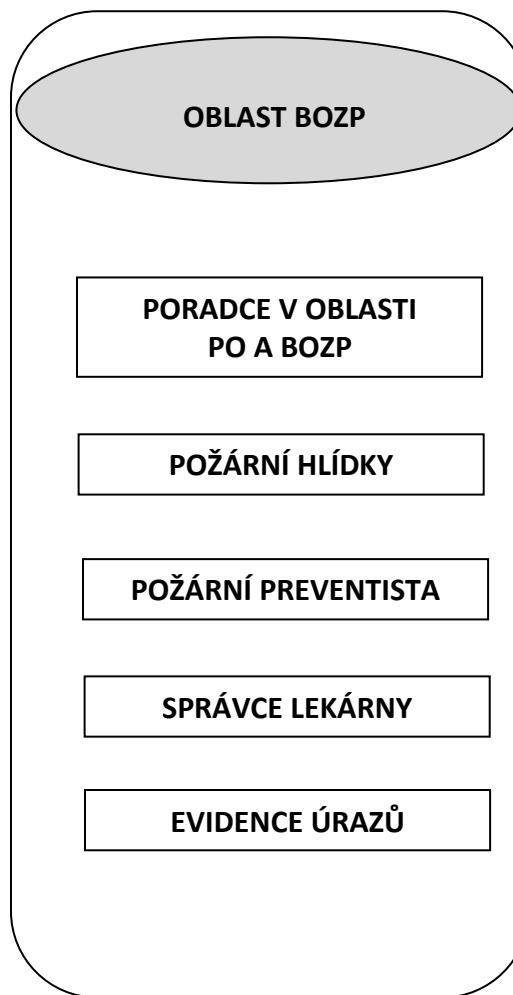 OBLAST BOZP
PORADCE V OBLASTI
PO A BOZP
POŽÁRNÍ HLÍDKY
POŽÁRNÍ PREVENTISTA
SPRÁVCE LEKÁRNY
EVIDENCE ÚRAZŮ